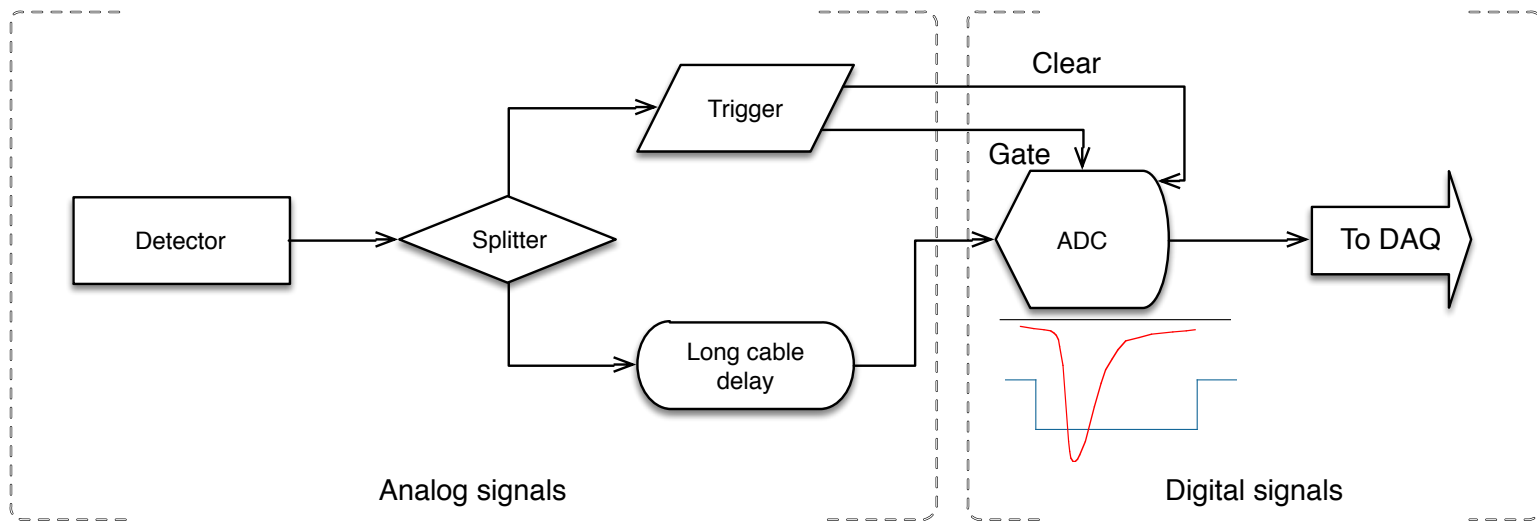 Clear
Trigger
Gate
Detector
Splitter
ADC
To DAQ
Long cable
delay
Analog signals
Digital signals